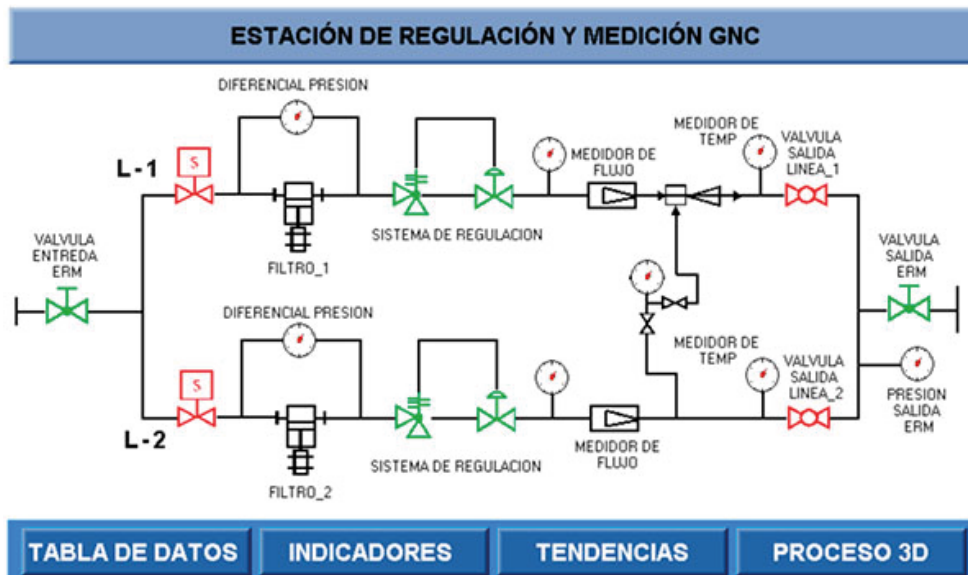 ESTACIÓN DE REGULACIÓN Y MEDICIÓN GNC
DIFERENCIAL PRESION
L-1
S
FILTRO_1
SISTEMA DE REGULACION
MEDIDOR DE
FLUJO
MEDIDOR DE
TEMP
VALVULA
SALIDA
LINEA_1
VALVULA
ENTREDA
ERM
VALVULA
SALIDA
ERM
DIFERENCIAL PRESION
L-2
S
FILTRO_2
SISTEMA DE REGULACION
MEDIDOR DE
FLUJO
MEDIDOR DE
TEMP
VALVULA
SALIDA
LINEA_2
PRESION
SALIDA
ERM
TABLA DE DATOS
INDICADORES
TENDENCIAS
PROCESO 3D